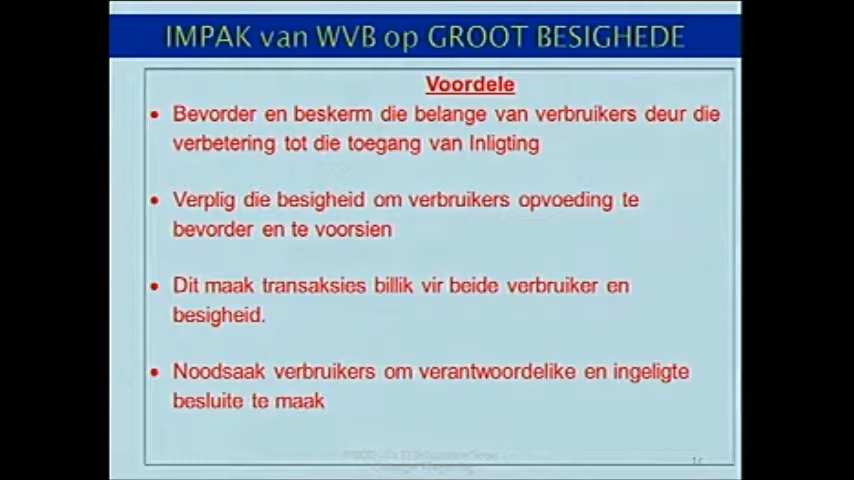 IMPAK van WVB op GROOT BESIGHEDE
Voordele
• Bevorder en beskerm die belange van verbruikers deur die
verbetering tot die toegang van Inligting
• Verplig die besigheid om verbruikers opvoeding te
bevorder en te voorsien
• Dit maak transaksies billik vir beide verbruiker en
besigheid.
• Noodsaak verbruikers om verantwoordelike en ingeligte
besluite te maak